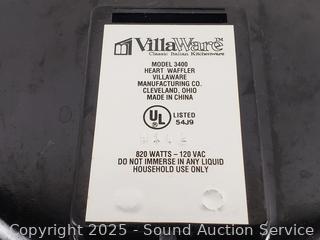 VillaWare™
Classic Italian Kitchenware
MODEL 3400
HEART WAFFLER
VILLAWARE
MANUFACTURING CO.
CLEVELAND, OHIO
MADE IN CHINA
UL LISTED
54J9
820 WATTS – 120 VAC
DO NOT IMMERSE IN ANY LIQUID
HOUSEHOLD USE ONLY
Copyright 2025 - Sound Auction Service